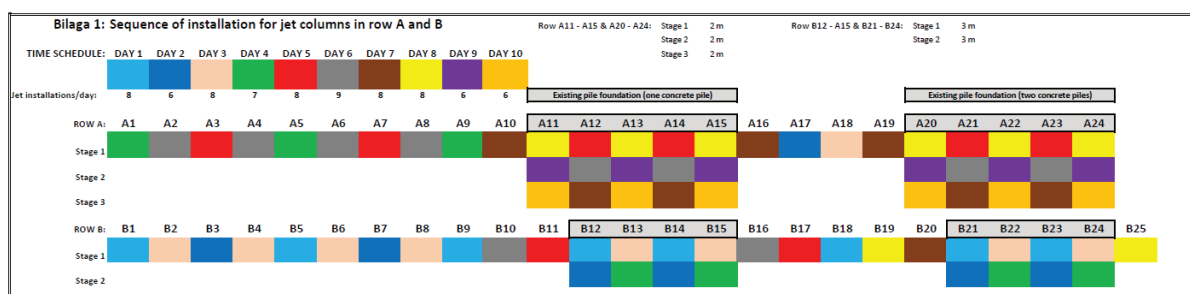 Bilaga 1: Sequence of installation for jet columns in row A and B
Row A11 - A15 & A20 - A24: Stage 1 2 m
Stage 2 2 m
Stage 3 2 m
Row B12 - A15 & B21 - B24: Stage 1 3 m
Stage 2 3 m
TIME SCHEDULE: DAY 1 DAY 2 DAY 3 DAY 4 DAY 5 DAY 6 DAY 7 DAY 8 DAY 9 DAY 10
Jet installations/day: 8 6 8 7 8 9 8 8 6 6
Existing pile foundation (one concrete pile)
Existing pile foundation (two concrete piles)
ROW A: A1 A2 A3 A4 A5 A6 A7 A8 A9 A10 A11 A12 A13 A14 A15 A16 A17 A18 A19 A20 A21 A22 A23 A24
Stage 1
Stage 2
Stage 3
ROW B: B1 B2 B3 B4 B5 B6 B7 B8 B9 B10 B11 B12 B13 B14 B15 B16 B17 B18 B19 B20 B21 B22 B23 B24 B25
Stage 1
Stage 2